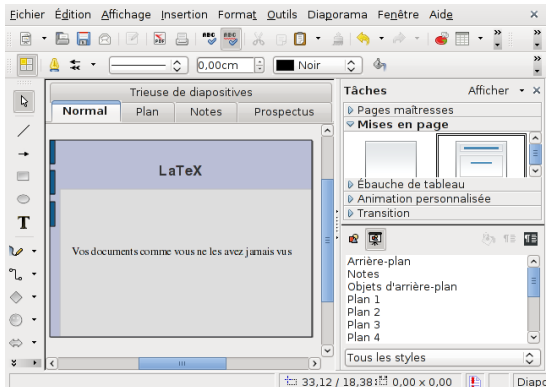 Fichier Édition Affichage Insertion Format Outils Diaporama Fenêtre Aide
ABC ABC
0,00cm Noir
Trieuse de diapositives
Normal Plan Notes Prospectus
LaTeX
Vos documents comme vous ne les avez jamais vus
Tâches Afficher
Pages maîtresses
Mises en page
Ébauche de tableau
Animation personnalisée
Transition
Arrière-plan
Notes
Objets d'arrière-plan
Plan 1
Plan 2
Plan 3
Plan 4
Tous les styles
T
33,12 / 18,38 0,00 x 0,00 Diapo